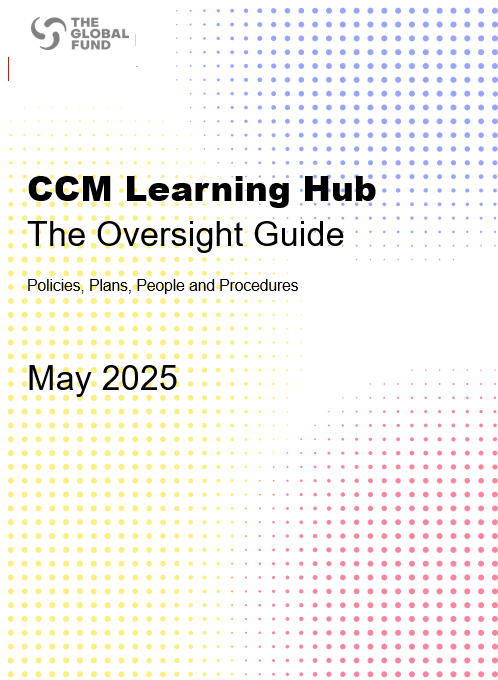 THE
GLOBAL
FUND
CCM Learning Hub
The Oversight Guide
Policies, Plans, People and Procedures
May 2025